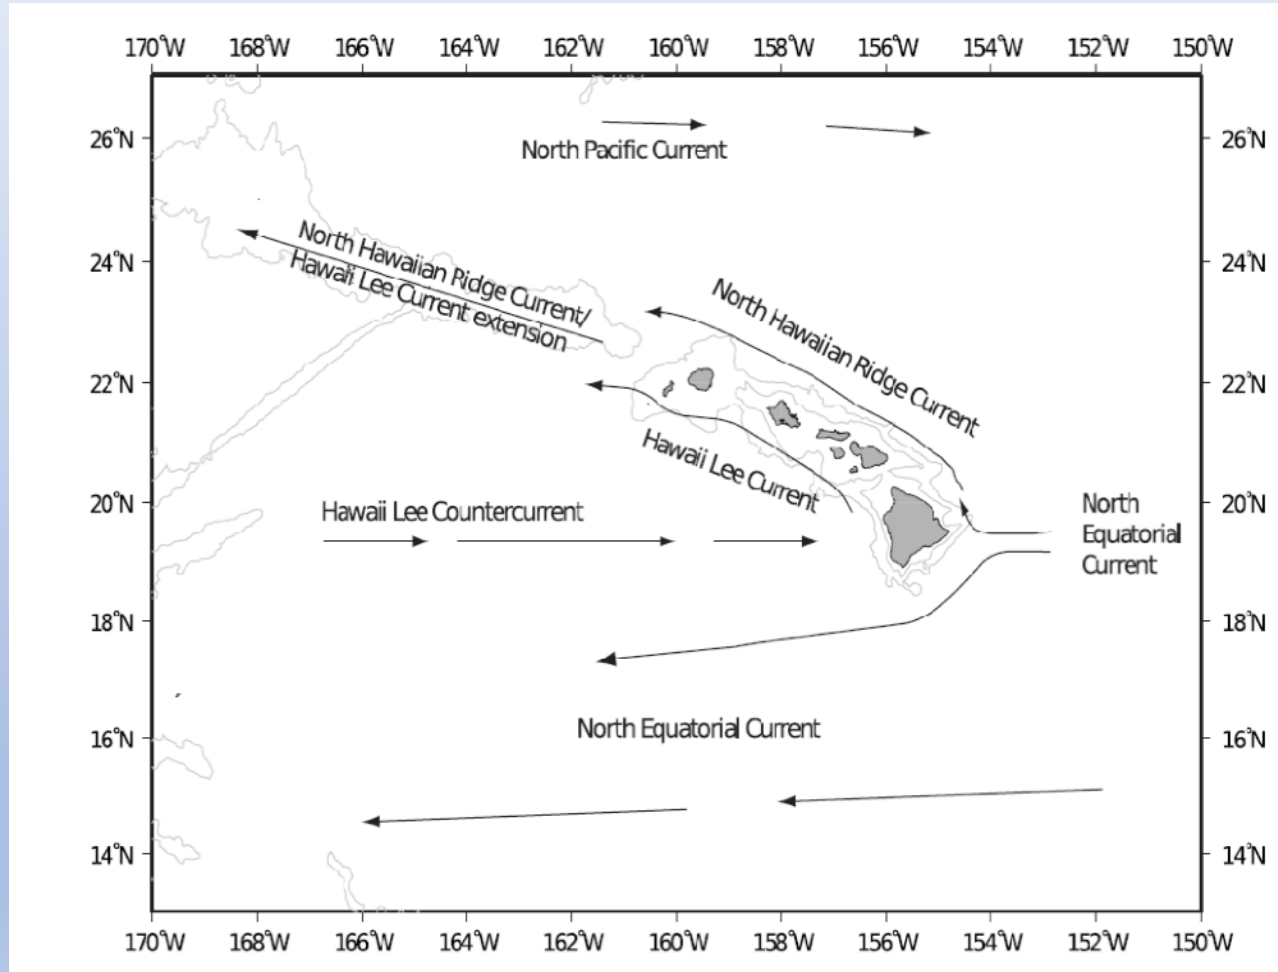 170°W 168°W 166°W 164°W 162°W 160°W 158°W 156°W 154°W 152°W 150°W
26°N 26°N
North Pacific Current
North Hawaiian Ridge Current/
Hawaii Lee Current extension
24°N 24°N
North Hawaiian Ridge Current
22°N 22°N
Hawaii Lee Current
20°N 20°N
Hawaii Lee Countercurrent
North
Equatorial
Current
18°N 18°N
North Equatorial Current
16°N 16°N
14°N 14°N
170°W 168°W 166°W 164°W 162°W 160°W 158°W 156°W 154°W 152°W 150°W